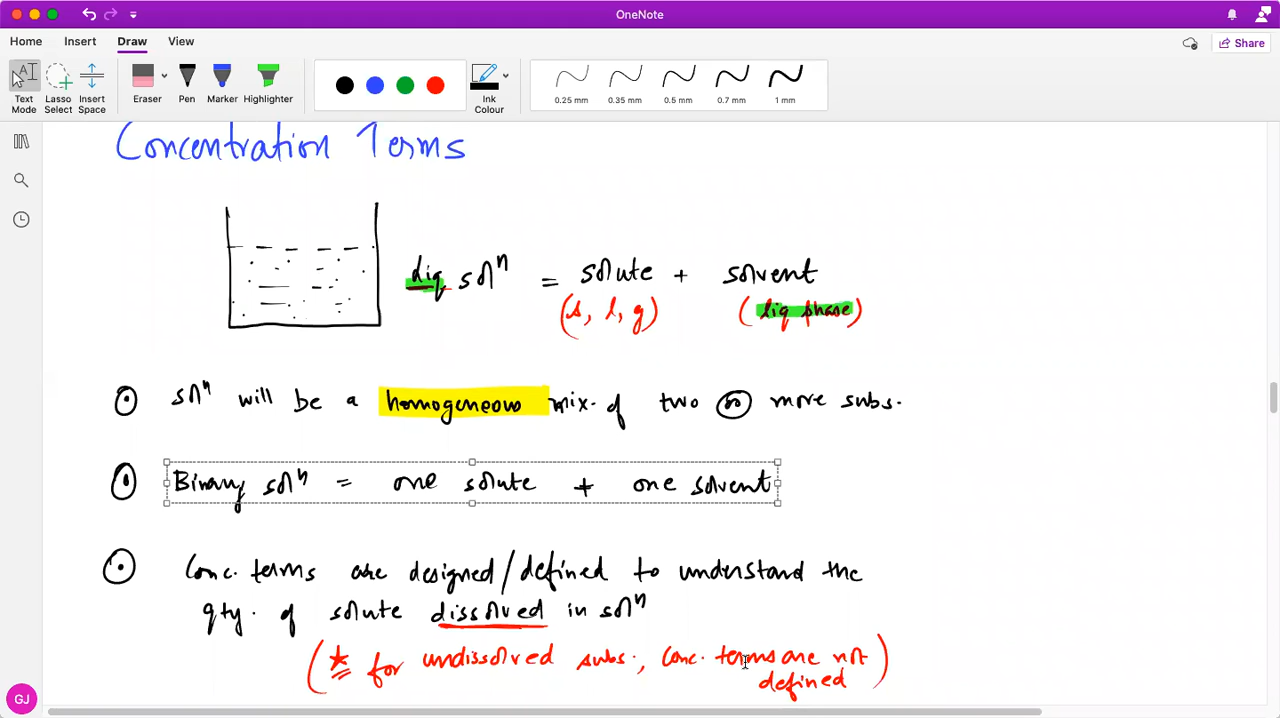 OneNote
Home Insert Draw View
Share
Text Mode
Lasso Select
Insert Space
Eraser
Pen
Marker
Highlighter
Ink Colour
0.25 mm
0.35 mm
0.5 mm
0.7 mm
1 mm
Concentration Terms
liq solⁿ = solute + solvent
(s, l, g) (liq phase)
solⁿ will be a homogeneous mix. of two or more subs.
Binary solⁿ = one solute + one solvent
Conc. terms are designed/defined to understand the
qty. of solute dissolved in solⁿ
(* for undissolved subs., Conc. terms are not
defined)
GJ